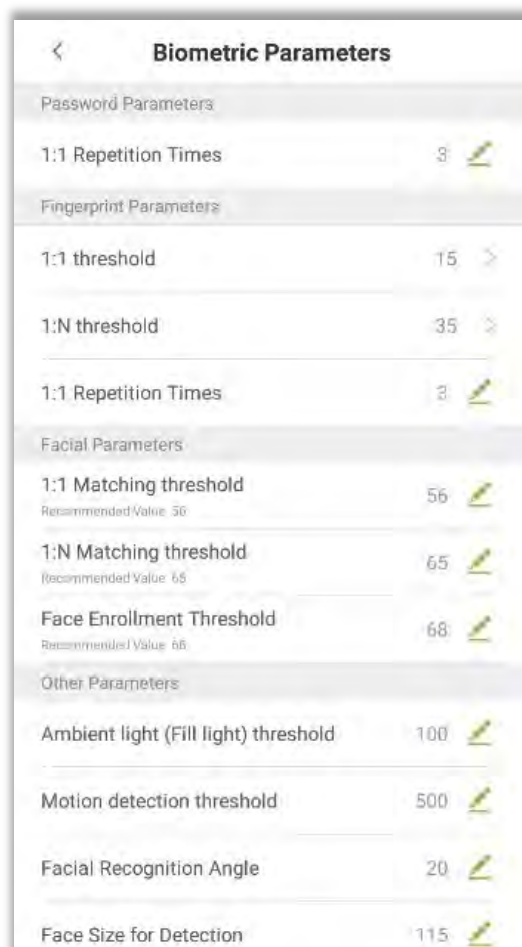 Biometric Parameters
Password Parameters
1:1 Repetition Times 3
Fingerprint Parameters
1:1 threshold 15
1:N threshold 35
1:1 Repetition Times 3
Facial Parameters
1:1 Matching threshold 56
Recommended Value 56
1:N Matching threshold 65
Recommended Value 65
Face Enrollment Threshold 68
Recommended Value
Other Parameters
Ambient light (Fill light) threshold 100
Motion detection threshold 500
Facial Recognition Angle 20
Face Size for Detection 115